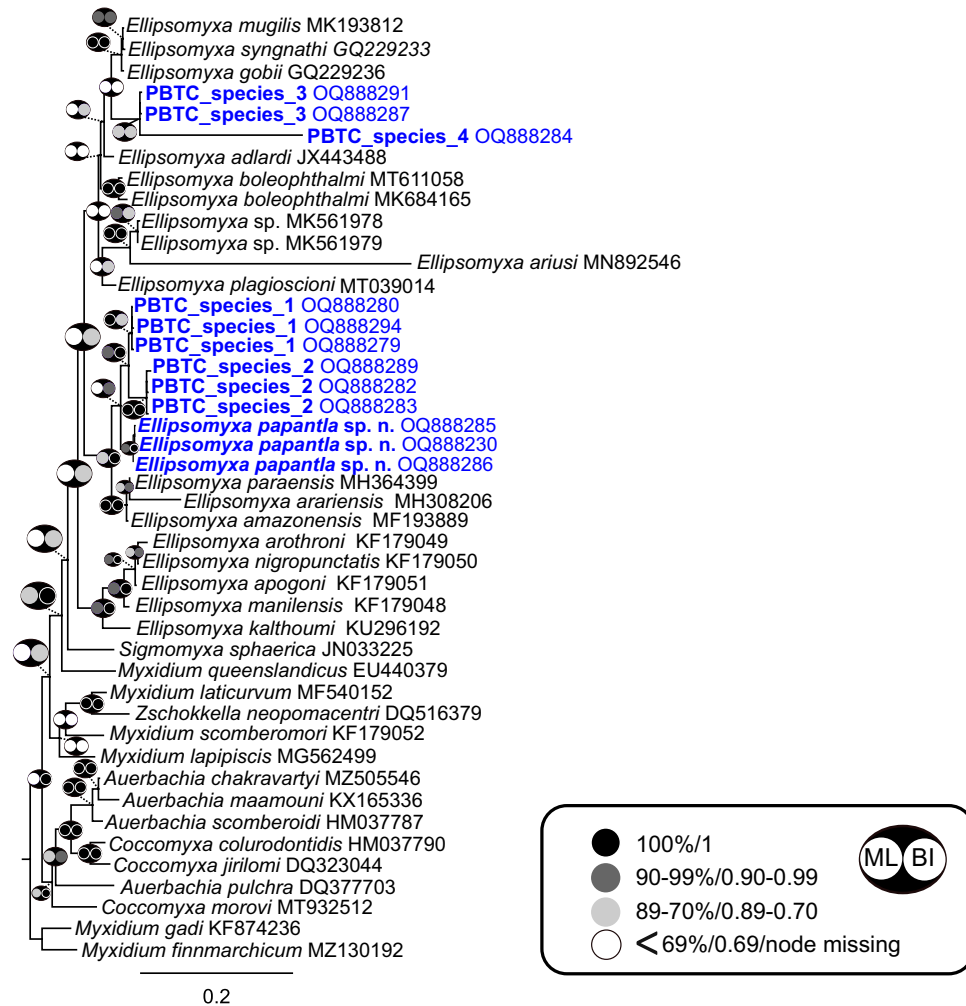 Ellipsomyxa mugilis MK193812
Ellipsomyxa syngnathi GQ229233
Ellipsomyxa gobii GQ229236
PBTC_species_3 OQ888291
PBTC_species_3 OQ888287
PBTC_species_4 OQ888284
Ellipsomyxa adlardi JX443488
Ellipsomyxa boleophthalmi MT611058
Ellipsomyxa boleophthalmi MK684165
Ellipsomyxa sp. MK561978
Ellipsomyxa sp. MK561979
Ellipsomyxa ariusi MN892546
Ellipsomyxa plagioscioni MT039014
PBTC_species_1 OQ888280
PBTC_species_1 OQ888294
PBTC_species_1 OQ888279
PBTC_species_2 OQ888289
PBTC_species_2 OQ888282
PBTC_species_2 OQ888283
Ellipsomyxa papantla sp. n. OQ888285
Ellipsomyxa papantla sp. n. OQ888230
Ellipsomyxa papantla sp. n. OQ888286
Ellipsomyxa paraensis MH364399
Ellipsomyxa arariensis MH308206
Ellipsomyxa amazonensis MF193889
Ellipsomyxa arothroni KF179049
Ellipsomyxa nigropunctatis KF179050
Ellipsomyxa apogoni KF179051
Ellipsomyxa manilensis KF179048
Ellipsomyxa kalthoumi KU296192
Sigmomyxa sphaerica JN033225
Myxidium queenslandicus EU440379
Myxidium laticurvum MF540152
Zschokkella neopomacentri DQ516379
Myxidium scomberomori KF179052
Myxidium lapipiscis MG562499
Auerbachia chakravartyi MZ505546
Auerbachia maamouni KX165336
Auerbachia scomberoidi HM037787
Coccomyxa colurodontidis HM037790
Coccomyxa jirilomi DQ323044
Auerbachia pulchra DQ377703
Coccomyxa morovi MT932512
Myxidium gadi KF874236
Myxidium finnmarchicum MZ130192
0.2
100%/1
90-99%/0.90-0.99
89-70%/0.89-0.70
< 69%/0.69/node missing
ML BI